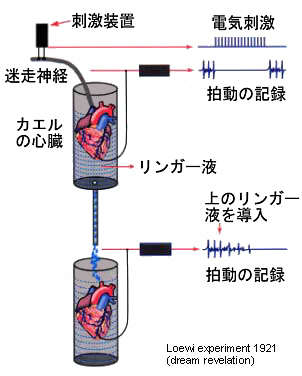 刺激装置
電気刺激
迷走神経
拍動の記録
カエル
の心臓
リンガー液
上のリンガー
液を導入
拍動の記録
Loewi experiment 1921
(dream revelation)